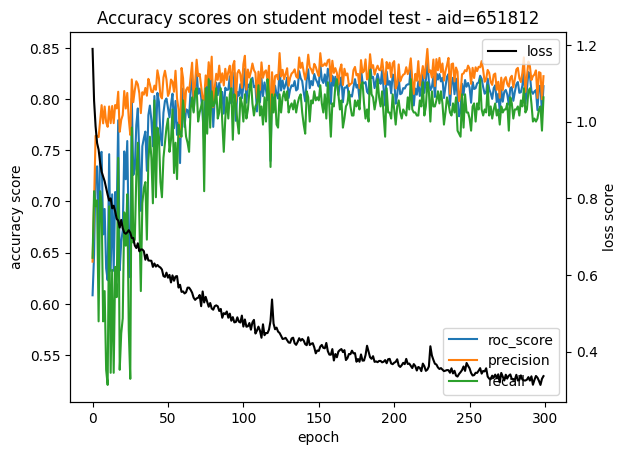 Accuracy scores on student model test - aid=651812
accuracy score
0.85
0.80
0.75
0.70
0.65
0.60
0.55
loss
1.2
1.0
0.8
0.6
0.4
loss score
roc_score
precision
recall
0
50
100
150
200
250
300
epoch